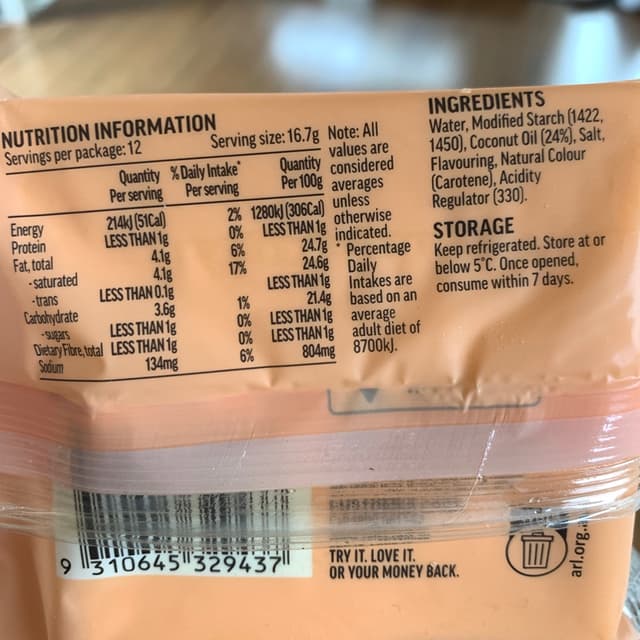 NUTRITION INFORMATION
Servings per package: 12 Serving size: 16.7g
Quantity Per serving % Daily Intake* Per serving Quantity Per 100g
Energy 214kJ (51Cal) 2% 1280kJ (306Cal)
Protein LESS THAN 1g 0% LESS THAN 1g
Fat, total 4.1g 6% 24.7g
- saturated 4.1g 17% 24.6g
- trans LESS THAN 0.1g LESS THAN 1g
Carbohydrate 3.6g 1% 21.4g
- sugars LESS THAN 1g 0% LESS THAN 1g
Dietary Fibre, total LESS THAN 1g 0% LESS THAN 1g
Sodium 134mg 6% 804mg
Note: All
values are
considered
averages
unless
otherwise
indicated.
* Percentage
Daily
Intakes are
based on an
average
adult diet of
8700kJ.
INGREDIENTS
Water, Modified Starch (1422,
1450), Coconut Oil (24%), Salt,
Flavouring, Natural Colour
(Carotene), Acidity
Regulator (330).
STORAGE
Keep refrigerated. Store at or
below 5°C. Once opened,
consume within 7 days.
9 310645 329437
TRY IT. LOVE IT.
OR YOUR MONEY BACK.
arl.org.